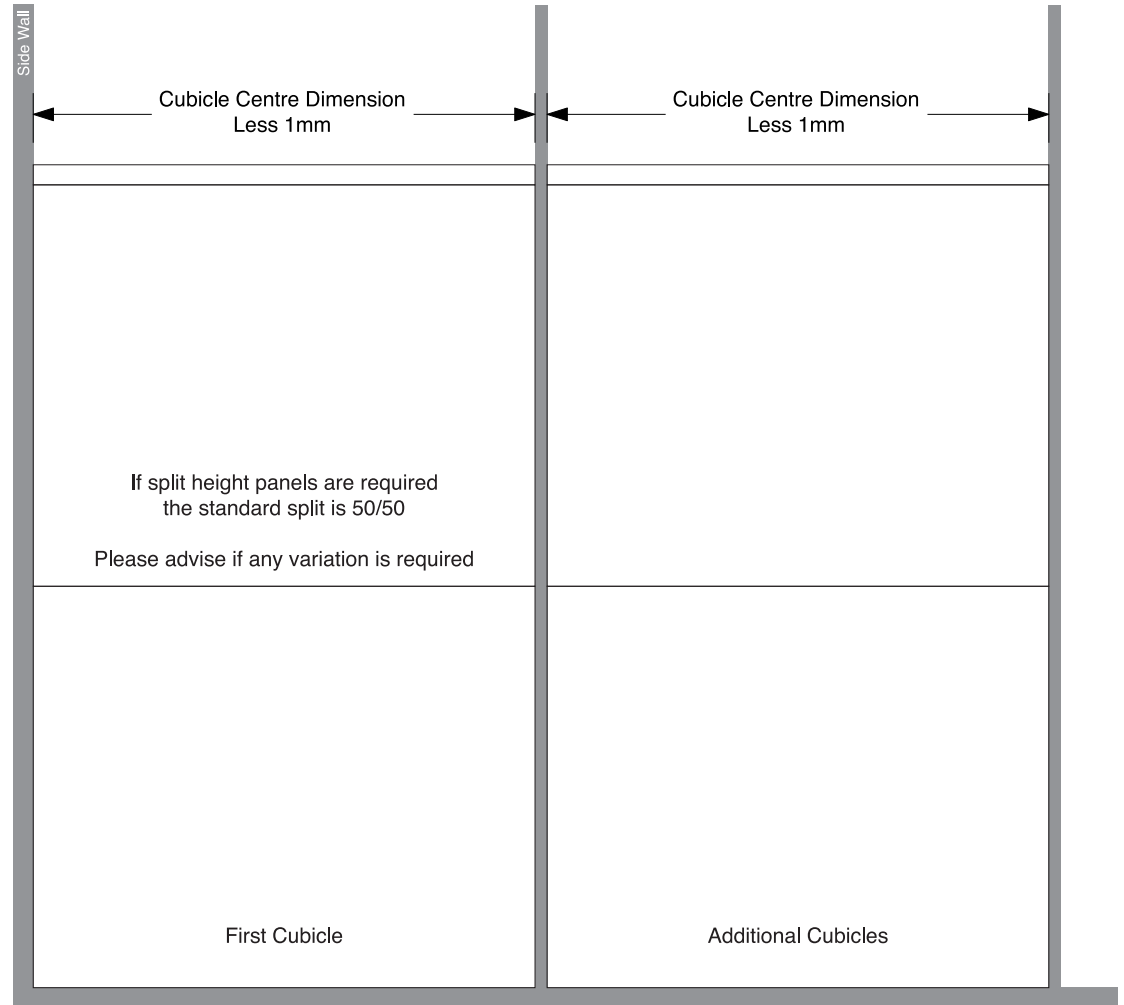 Side Wall
Cubicle Centre Dimension
Less 1mm
Cubicle Centre Dimension
Less 1mm
If split height panels are required
the standard split is 50/50
Please advise if any variation is required
First Cubicle
Additional Cubicles